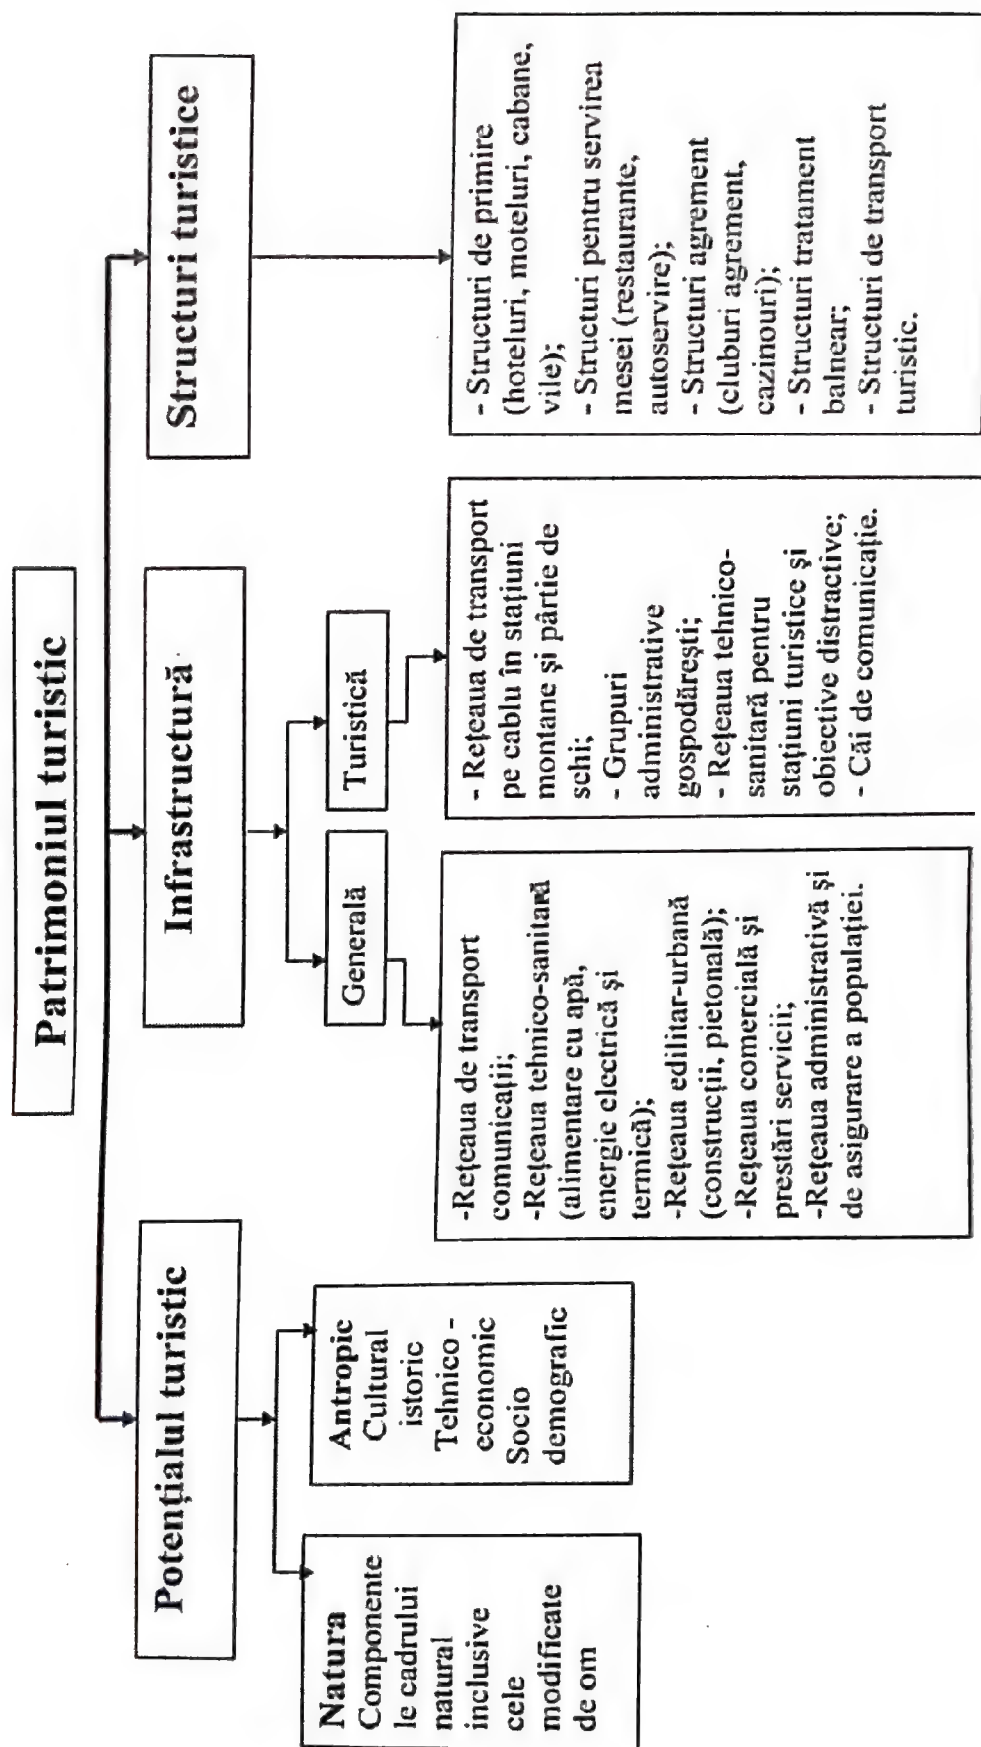 Patrimoniul turistic
Potențialul turistic
Infrastructură
Structuri turistice
Natura
Componente
le cadrului
natural
inclusive
cele
modificate
de om
Antropic
Cultural
istoric
Tehnico -
economic
Socio
demografic
Generală
Turistică
-Rețeaua de transport
comunicații;
-Rețeaua tehnico-sanitară
(alimentare cu apă,
energie electrică și
termică);
-Rețeaua edilitar-urbană
(construcții, pietonală);
-Rețeaua comercială și
prestări servicii;
-Rețeaua administrativă și
de asigurare a populației.
- Rețeaua de transport
pe cablu în stațiuni
montane și pârtie de
schi;
- Grupuri
administrative
gospodărești;
- Rețeaua tehnico-
sanitară pentru
stațiuni turistice și
obiective distractive;
- Căi de comunicație.
- Structuri de primire
(hoteluri, moteluri, cabane,
vile);
- Structuri pentru servirea
mesei (restaurante,
autoservire);
- Structuri agrement
(cluburi agrement,
cazinouri);
- Structuri tratament
balnear;
- Structuri de transport
turistic.